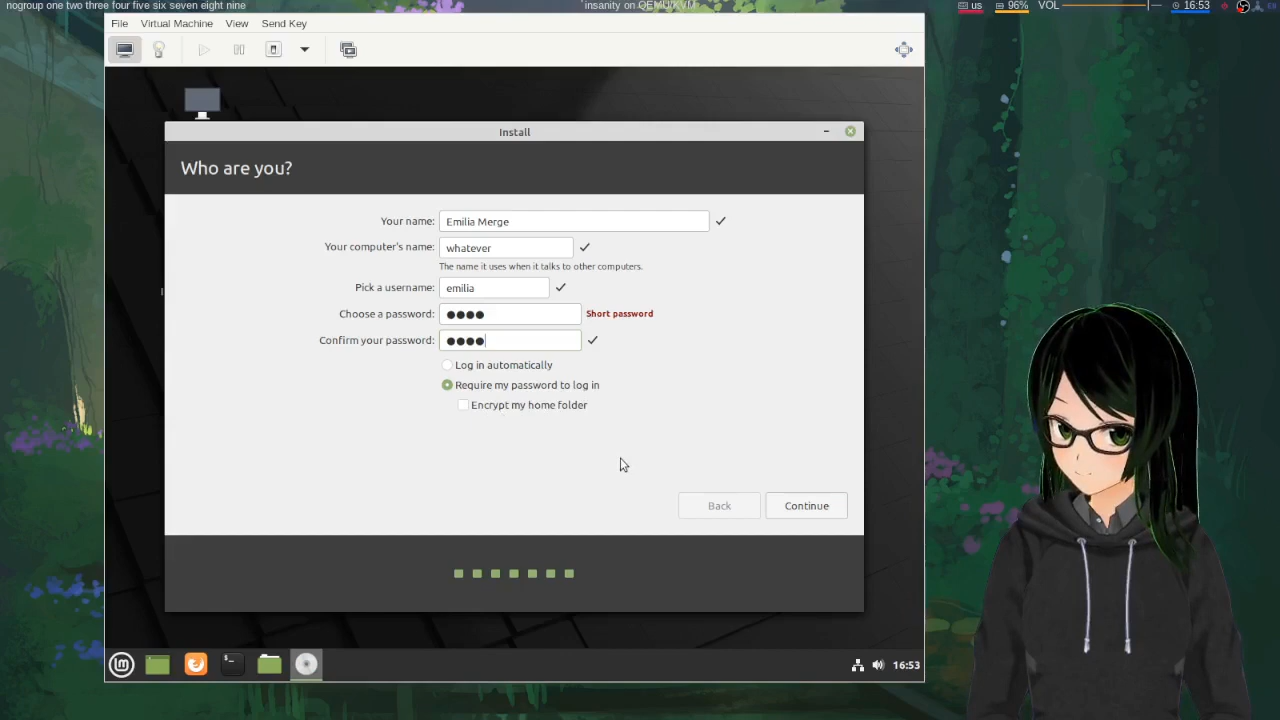 nogroup one two three four five six seven eight nine
insanity on QEMU/KVM
us 96% VOL 16:53
File Virtual Machine View Send Key
Install
Who are you?
Your name: Emilia Merge
Your computer's name: whatever
The name it uses when it talks to other computers.
Pick a username: emilia
Choose a password: ●●●● Short password
Confirm your password: ●●●●
Log in automatically
Require my password to log in
Encrypt my home folder
Back Continue
16:53